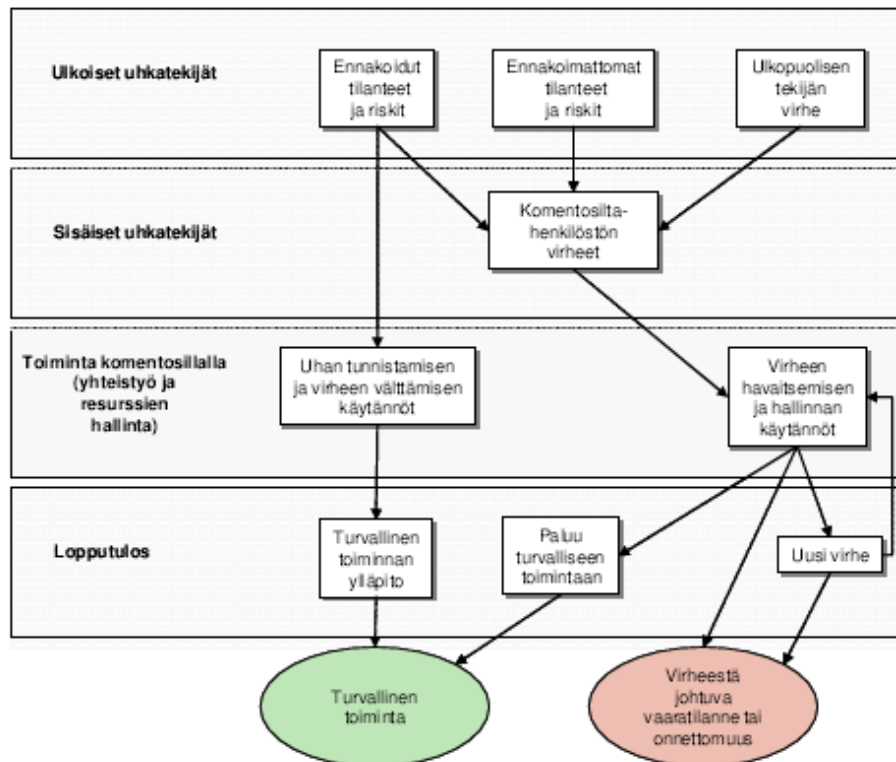 Ulkoiset uhkatekijät
Ennakoidut
tilanteet
ja riskit
Ennakoimattomat
tilanteet
ja riskit
Ulkopuolisen
tekijän
virhe
Sisäiset uhkatekijät
Komentosilta-
henkilöstön
virheet
Toiminta komentosillalla
(yhteistyö ja
resurssien
hallinta)
Uhan tunnistamisen
ja virheen välttämisen
käytännöt
Virheen
havaitsemisen
ja hallinnan
käytännöt
Lopputulos
Turvallinen
toiminnan
ylläpito
Paluu
turvalliseen
toimintaan
Uusi virhe
Turvallinen
toiminta
Virheestä
johtuva
vaaratilanne tai
onnettomuus